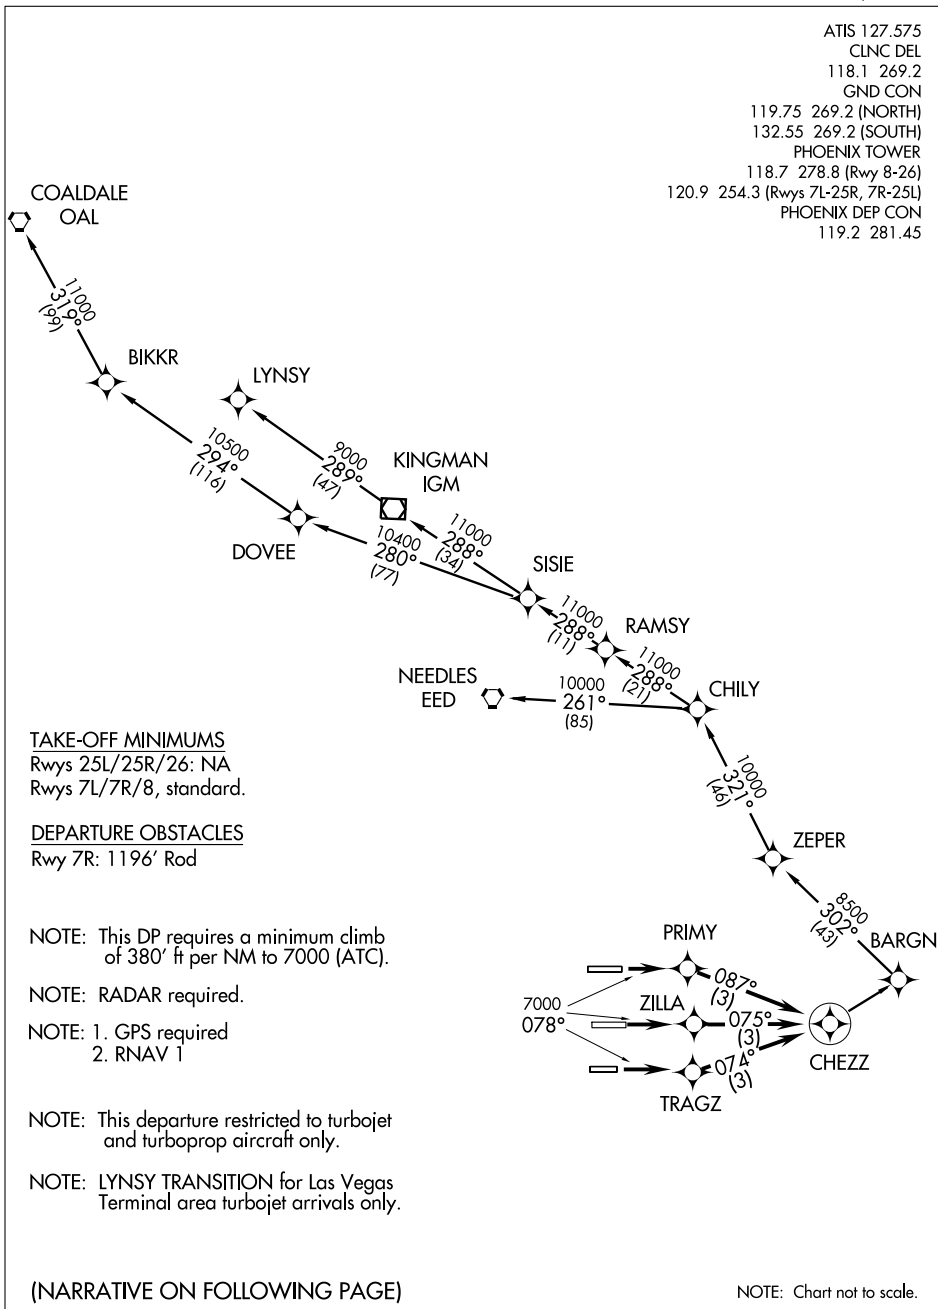 ATIS 127.575
CLNC DEL
118.1 269.2
GND CON
119.75 269.2 (NORTH)
132.55 269.2 (SOUTH)
PHOENIX TOWER
118.7 278.8 (Rwy 8-26)
120.9 254.3 (Rwys 7L-25R, 7R-25L)
PHOENIX DEP CON
119.2 281.45
COALDALE
OAL
11000
319°
(99)
BIKKR
LYNSY
10500
294°
(116)
9000
289°
(47)
KINGMAN
IGM
DOVEE
10400
280°
(77)
11000
288°
(34)
SISIE
11000
288°
(11)
RAMSY
11000
288°
(21)
NEEDLES
EED
10000
261°
(85)
CHILY
10000
321°
(46)
ZEPER
8500
302°
(43)
BARGN
TAKE-OFF MINIMUMS
Rwys 25L/25R/26: NA
Rwys 7L/7R/8, standard.
DEPARTURE OBSTACLES
Rwy 7R: 1196' Rod
NOTE: This DP requires a minimum climb
of 380' ft per NM to 7000 (ATC).
NOTE: RADAR required.
NOTE: 1. GPS required
2. RNAV 1
NOTE: This departure restricted to turbojet
and turboprop aircraft only.
NOTE: LYNSY TRANSITION for Las Vegas
Terminal area turbojet arrivals only.
PRIMY
087°
(3)
7000
078°
ZILLA
075°
(3)
074°
(3)
TRAGZ
CHEZZ
(NARRATIVE ON FOLLOWING PAGE)
NOTE: Chart not to scale.